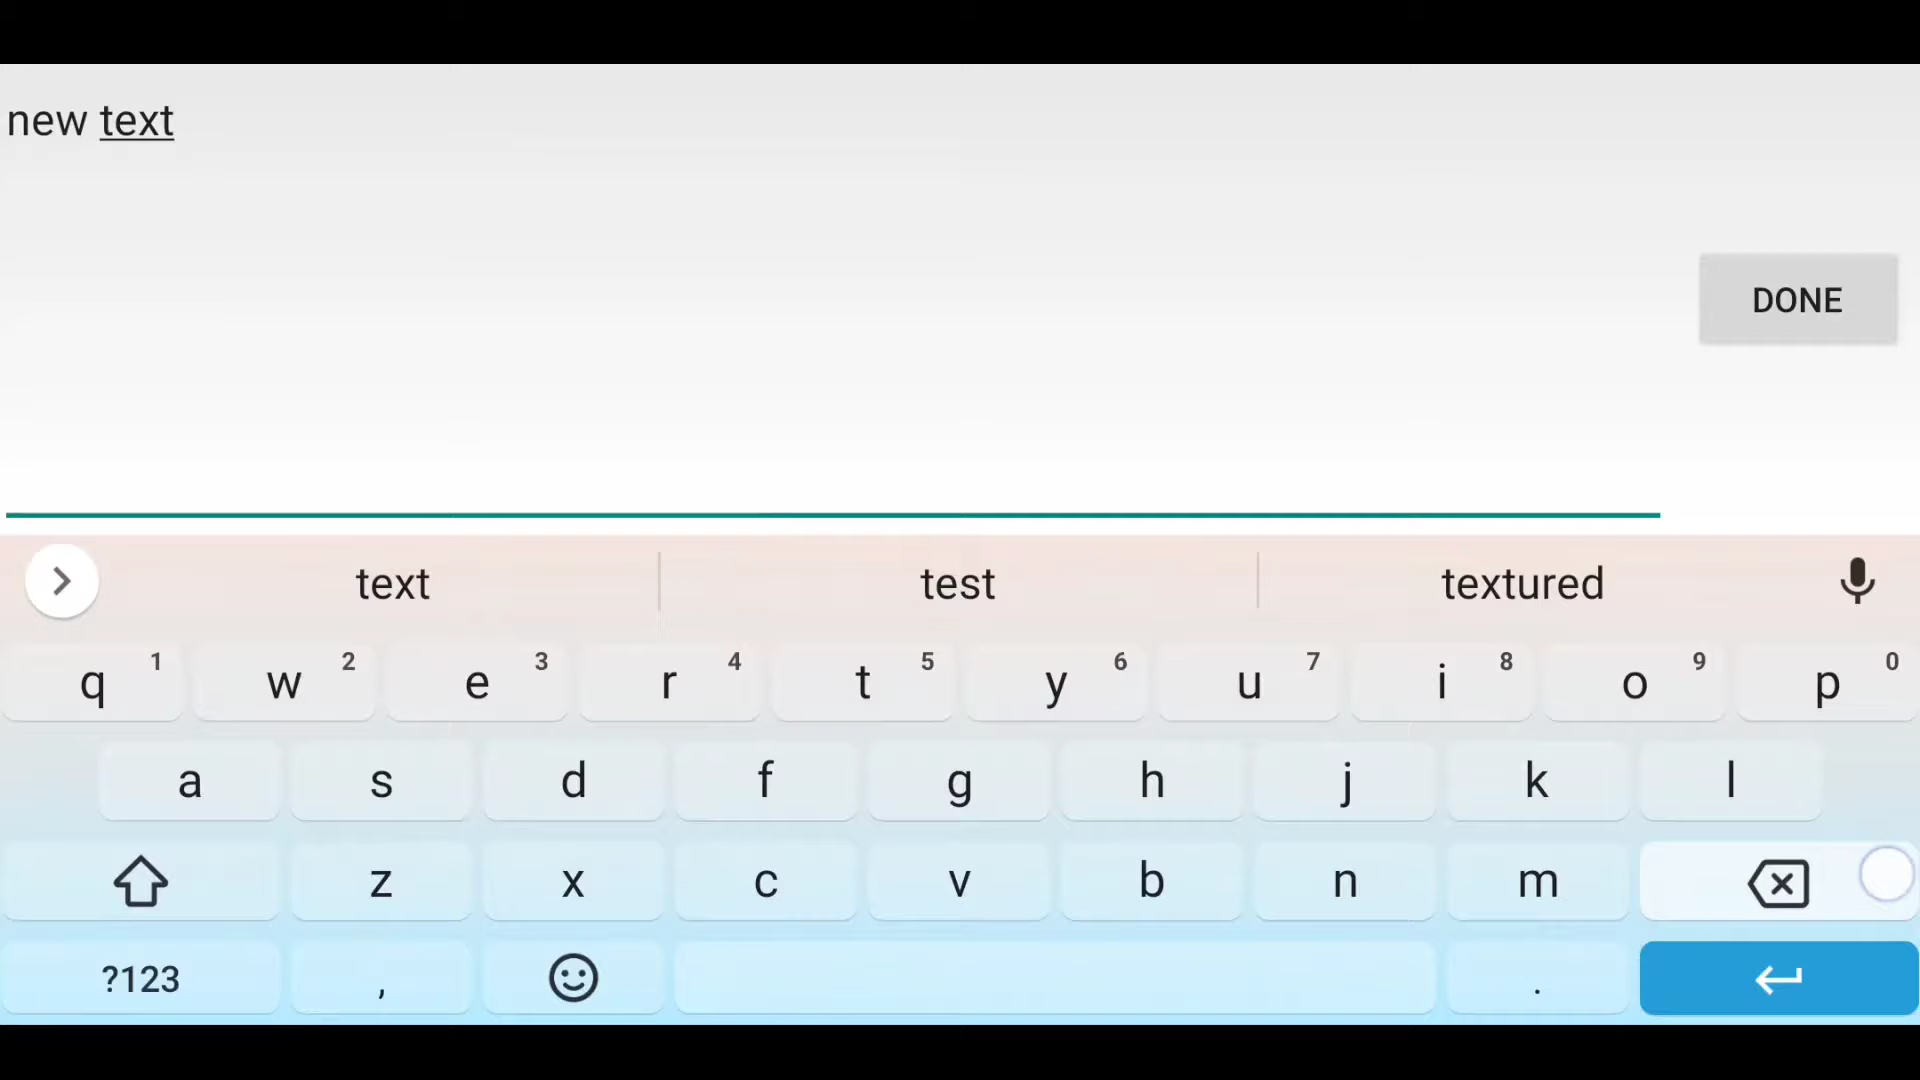 new text
DONE
text test textured
q 1 w 2 e 3 r 4 t 5 y 6 u 7 i 8 o 9 p 0
a s d f g h j k l
z x c v b n m
?123 , .